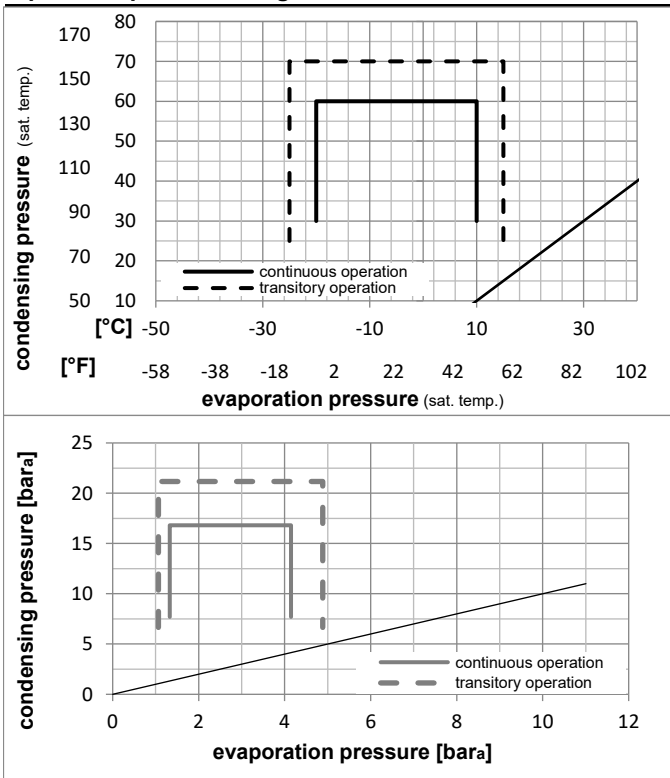 170 80
150 70
130 60
50
110 40
90 30
70 20
50 10
condensing pressure (sat. temp.)
continuous operation
transitory operation
[°C] -50 -30 -10 10 30
[°F] -58 -38 -18 2 22 42 62 82 102
evaporation pressure (sat. temp.)
25
20
15
10
5
0
condensing pressure [bara]
continuous operation
transitory operation
0 2 4 6 8 10 12
evaporation pressure [bara]